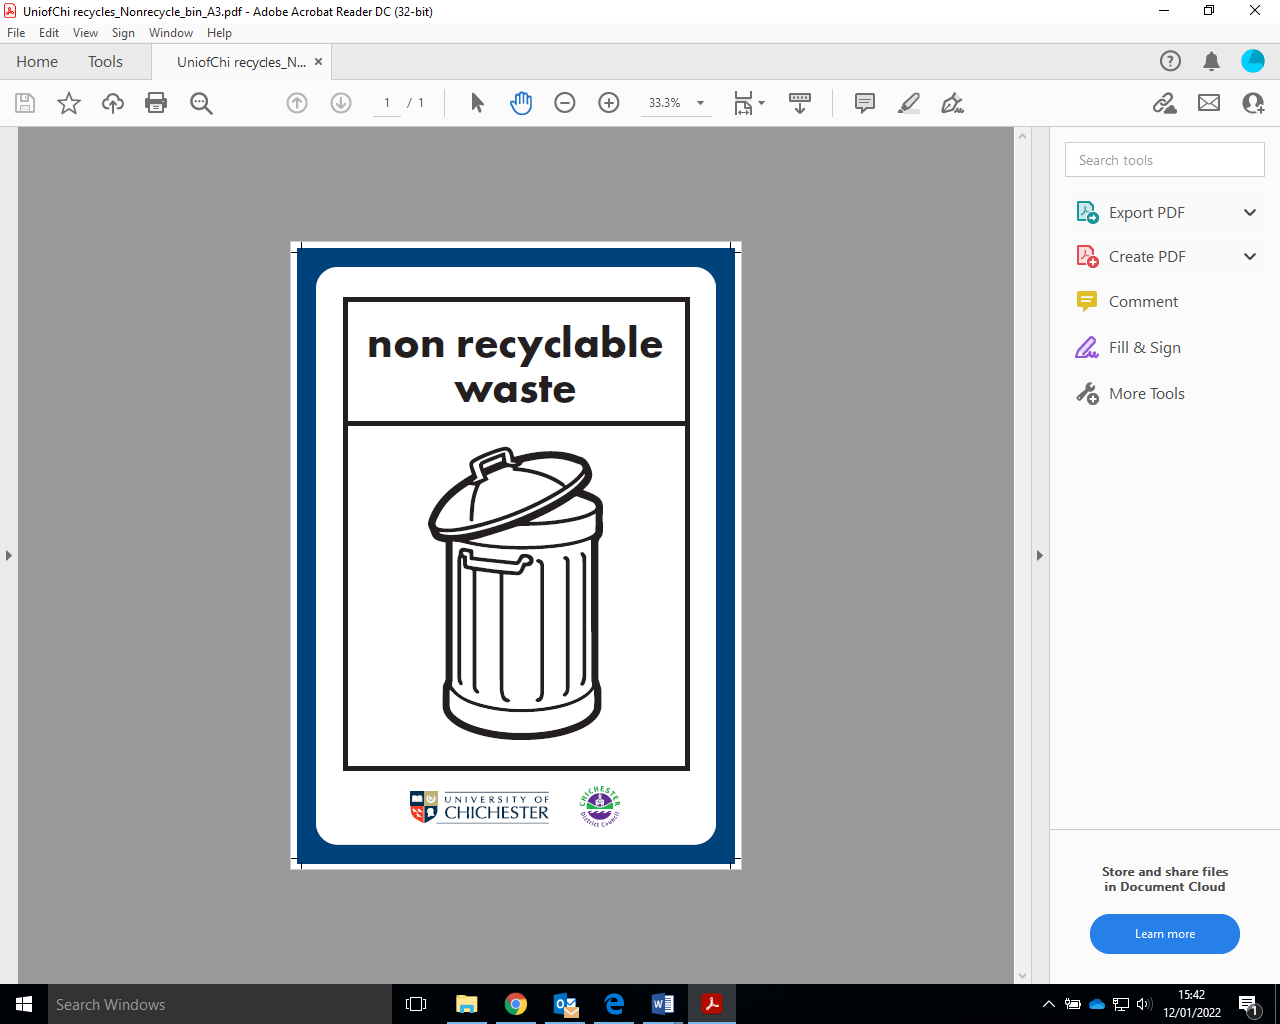 UniofChi recycles_Nonrecycle_bin_A3.pdf - Adobe Acrobat Reader DC (32-bit)
File Edit View Sign Window Help
Home Tools UniofChi recycles_N...
1 / 1 33.3%
Search tools
Export PDF
Create PDF
Comment
Fill & Sign
More Tools
non recyclable
waste
UNIVERSITY OF
CHICHESTER
CHICHESTER
District Council
Store and share files
in Document Cloud
Learn more
Search Windows
15:42
12/01/2022
1